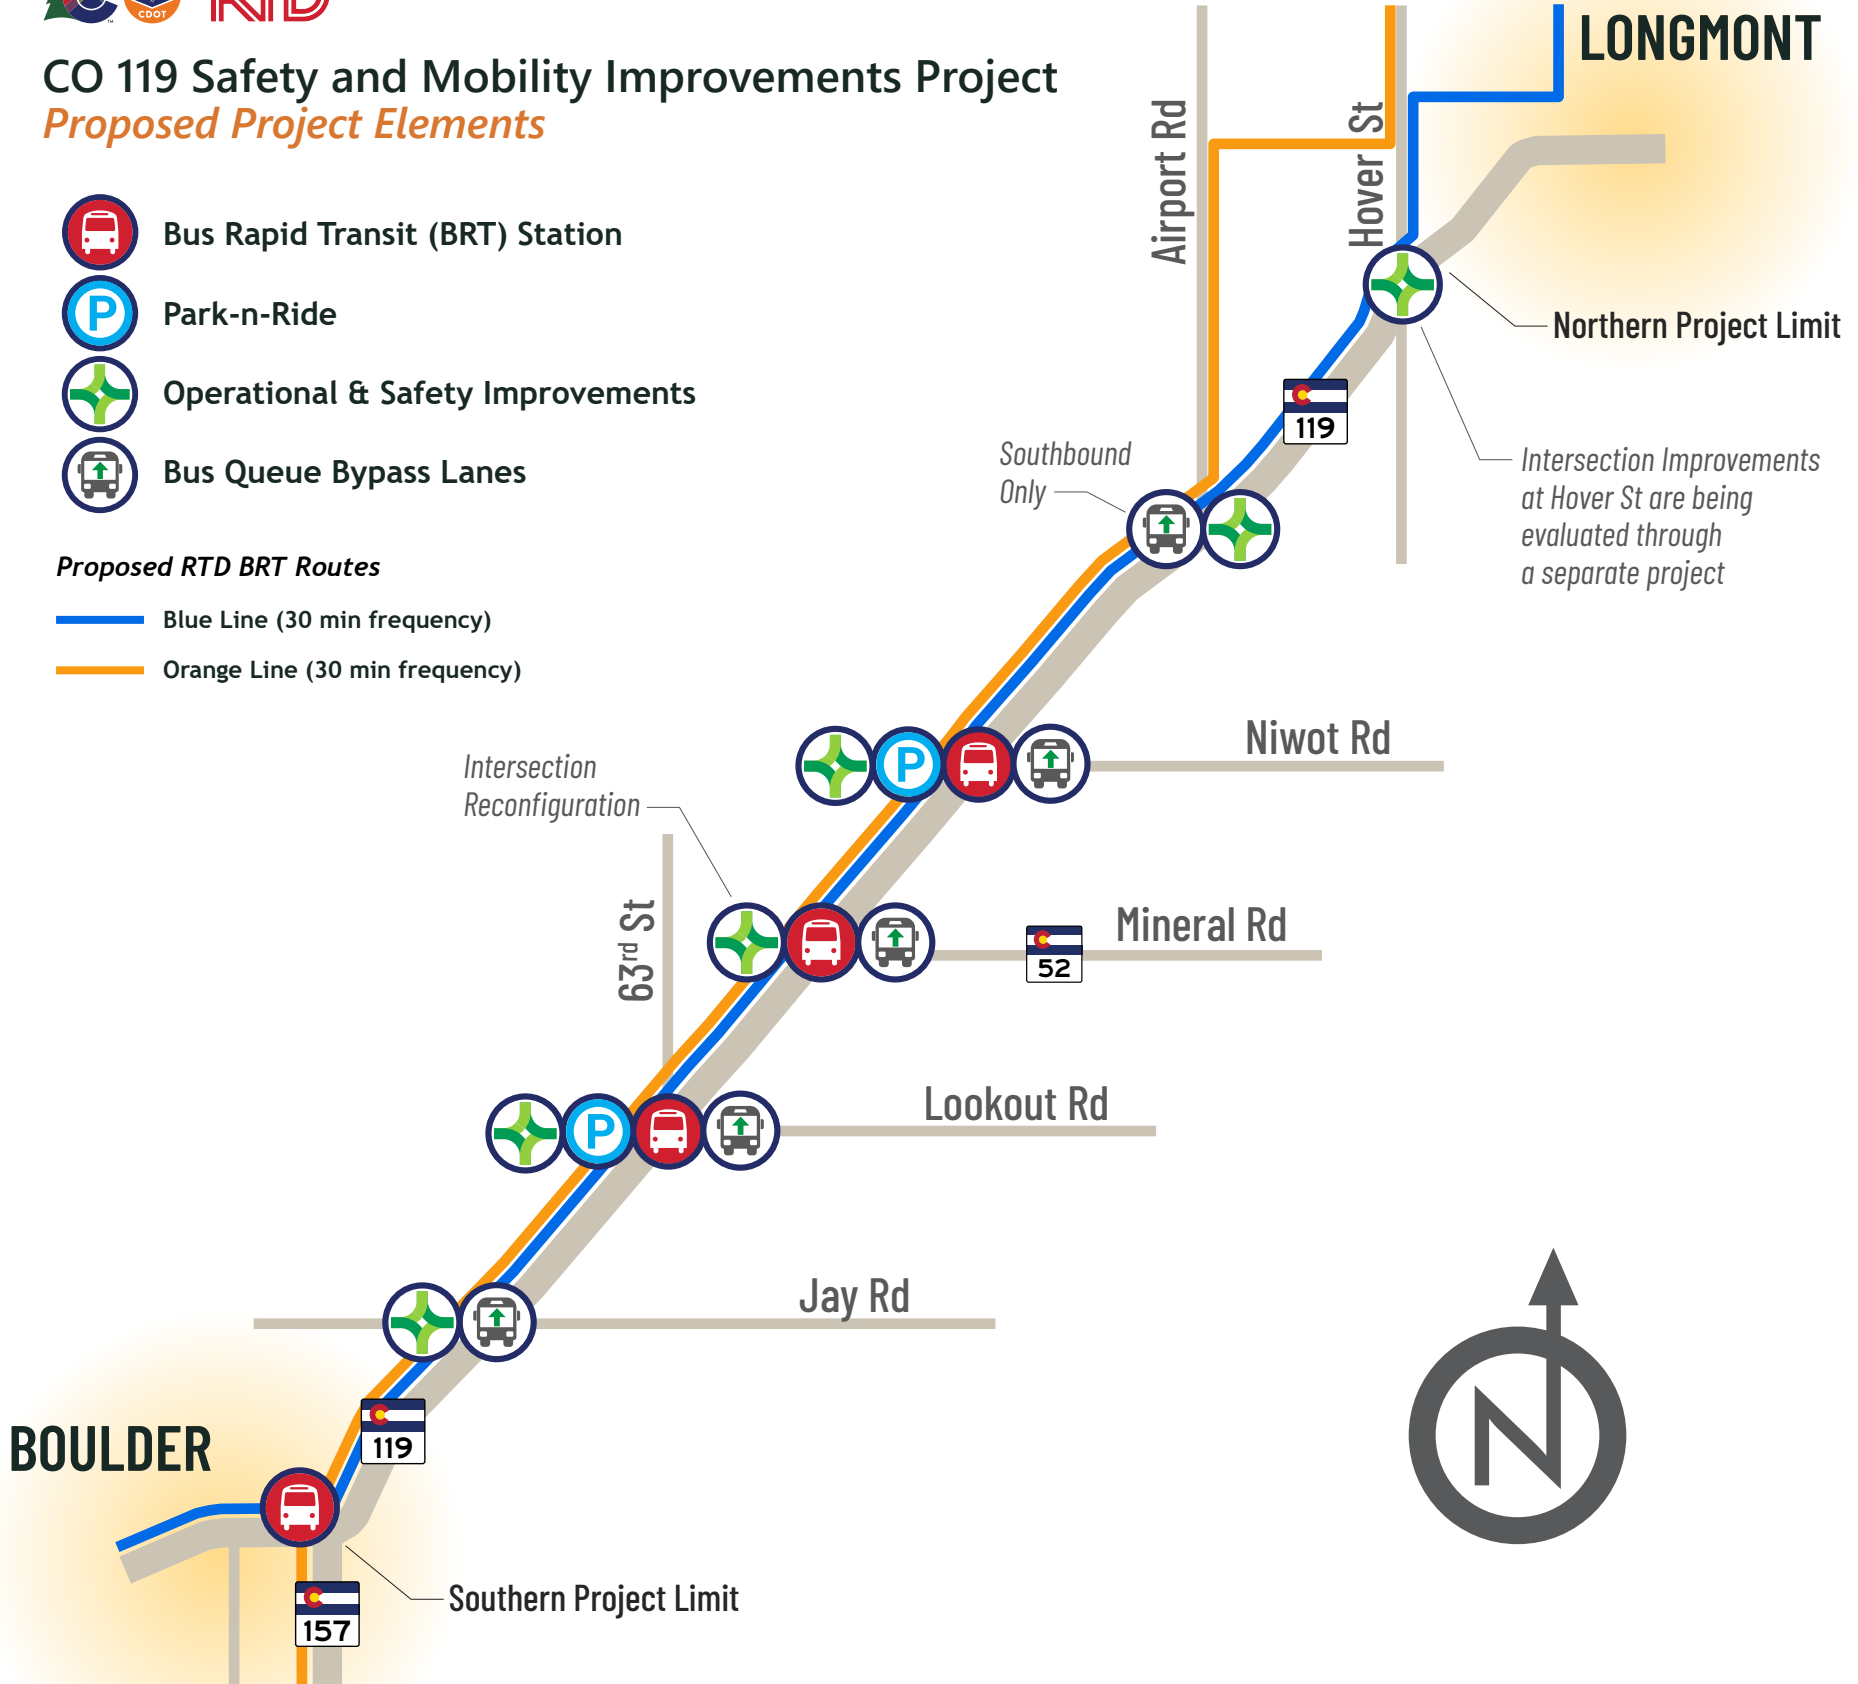 CDOT
RTD
CO 119 Safety and Mobility Improvements Project
Proposed Project Elements
Bus Rapid Transit (BRT) Station
P
Park-n-Ride
Operational & Safety Improvements
Bus Queue Bypass Lanes
Proposed RTD BRT Routes
Blue Line (30 min frequency)
Orange Line (30 min frequency)
LONGMONT
Airport Rd
Hover St
Northern Project Limit
119
Southbound
Only
Intersection Improvements
at Hover St are being
evaluated through
a separate project
Niwot Rd
P
Intersection
Reconfiguration
63rd St
Mineral Rd
52
Lookout Rd
P
Jay Rd
119
BOULDER
Southern Project Limit
157
N